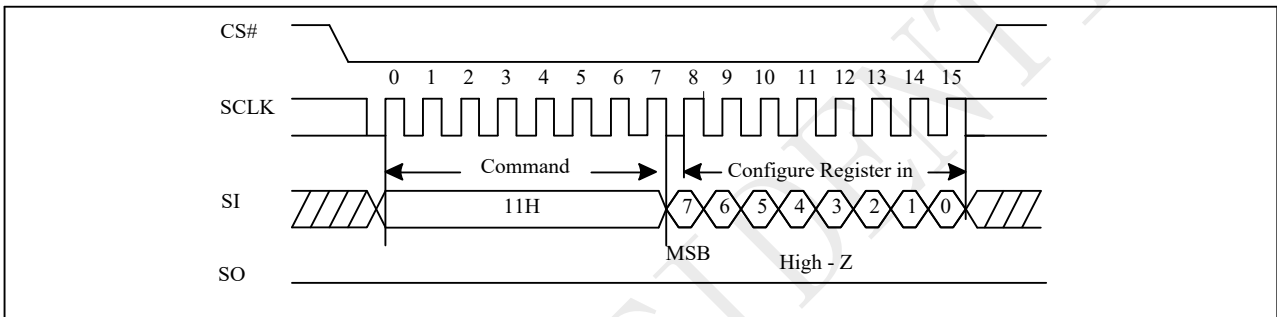 CS#
0 1 2 3 4 5 6 7 8 9 10 11 12 13 14 15
SCLK
Command Configure Register in
SI 11H 7 6 5 4 3 2 1 0
MSB High - Z
SO